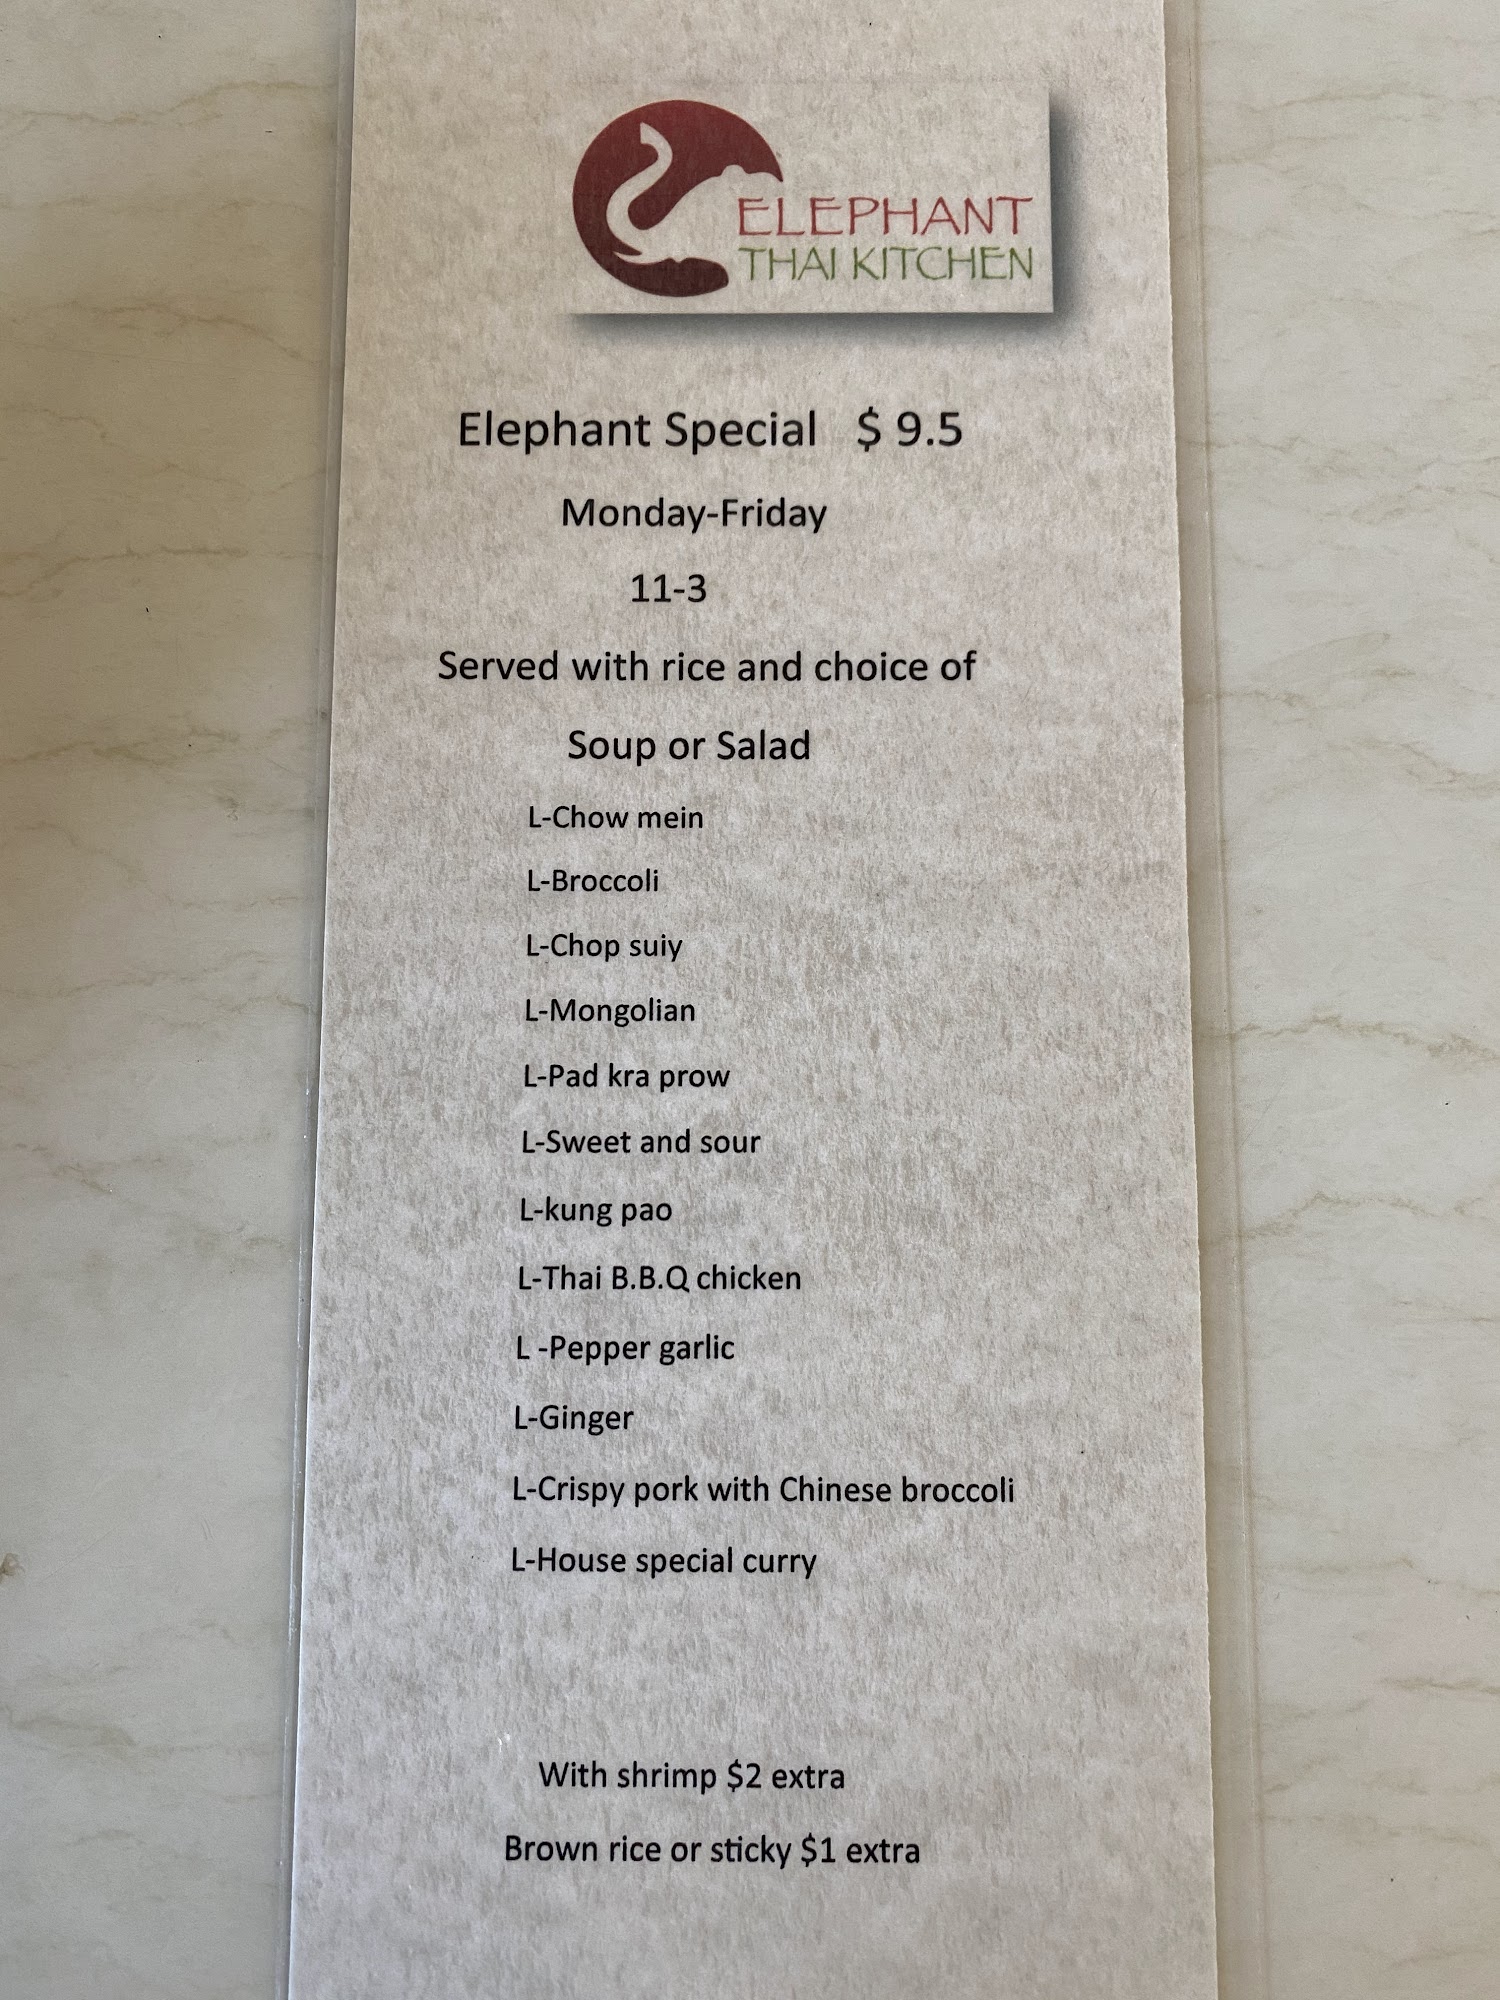 ELEPHANT
THAI KITCHEN
Elephant Special $ 9.5
Monday-Friday
11-3
Served with rice and choice of
Soup or Salad
L-Chow mein
L-Broccoli
L-Chop suiy
L-Mongolian
L-Pad kra prow
L-Sweet and sour
L-kung pao
L-Thai B.B.Q chicken
L -Pepper garlic
L-Ginger
L-Crispy pork with Chinese broccoli
L-House special curry
With shrimp $2 extra
Brown rice or sticky $1 extra